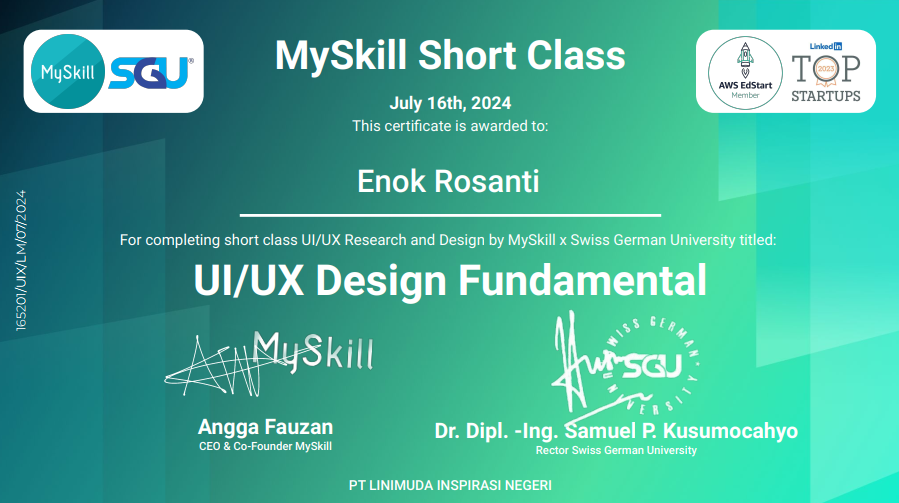 MySkill
SGU®
MySkill Short Class
AWS EdStart
Member
LinkedIn
2023
TOP
STARTUPS
July 16th, 2024
This certificate is awarded to:
Enok Rosanti
165201/UIX/LM/07/2024
For completing short class UI/UX Research and Design by MySkill x Swiss German University titled:
UI/UX Design Fundamental
MySkill
SWISS GERMAN UNIVERSITY
SGU
Angga Fauzan
CEO & Co-Founder MySkill
Dr. Dipl. -Ing. Samuel P. Kusumocahyo
Rector Swiss German University
PT LINIMUDA INSPIRASI NEGERI